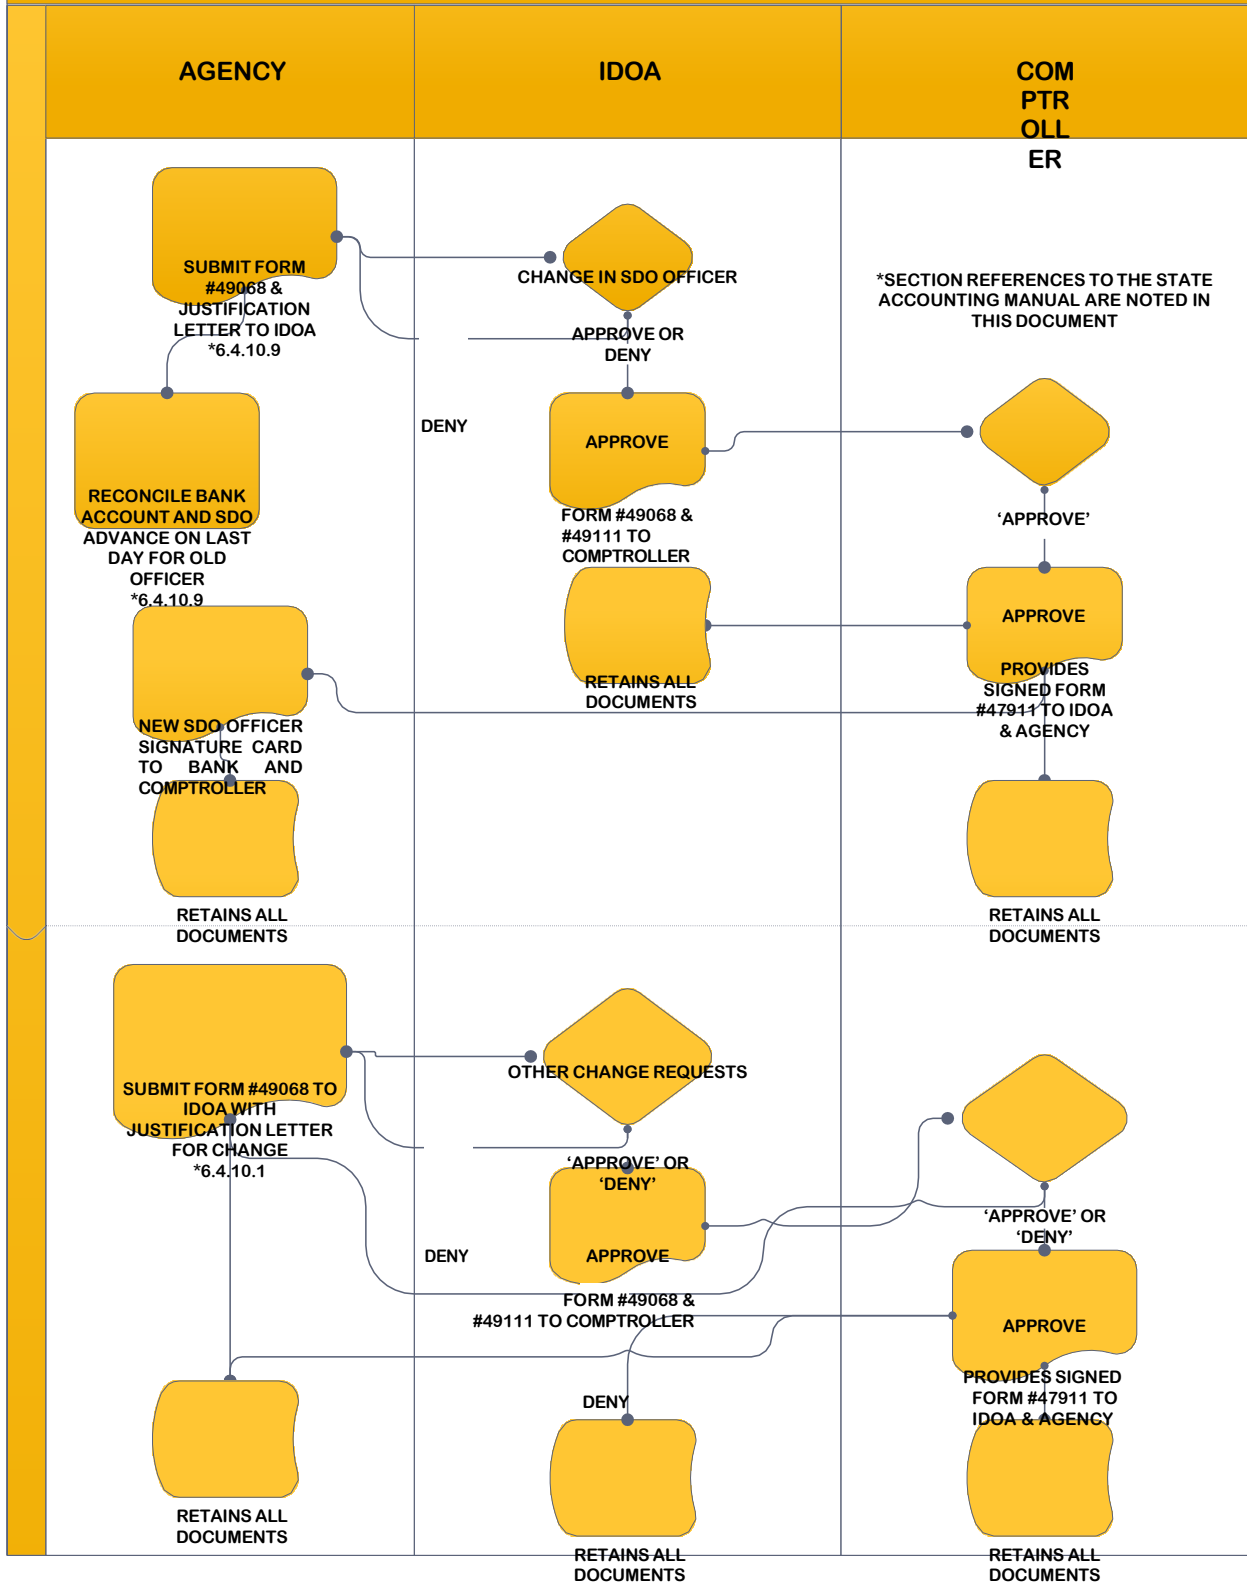 AGENCY
IDOA
COM
PTR
OLL
ER
SUBMIT FORM
#49068 &
JUSTIFICATION
LETTER TO IDOA
*6.4.10.9
CHANGE IN SDO OFFICER
APPROVE OR
DENY
*SECTION REFERENCES TO THE STATE
ACCOUNTING MANUAL ARE NOTED IN
THIS DOCUMENT
DENY
APPROVE
FORM #49068 &
#49111 TO
COMPTROLLER
‘APPROVE’
RECONCILE BANK
ACCOUNT AND SDO
ADVANCE ON LAST
DAY FOR OLD
OFFICER
*6.4.10.9
APPROVE
PROVIDES
SIGNED FORM
#47911 TO IDOA
& AGENCY
RETAINS ALL
DOCUMENTS
NEW SDO OFFICER
SIGNATURE CARD
TO BANK AND
COMPTROLLER
RETAINS ALL
DOCUMENTS
RETAINS ALL
DOCUMENTS
SUBMIT FORM #49068 TO
IDOA WITH
JUSTIFICATION LETTER
FOR CHANGE
*6.4.10.1
OTHER CHANGE REQUESTS
‘APPROVE’ OR
‘DENY’
DENY
APPROVE
FORM #49068 &
#49111 TO COMPTROLLER
‘APPROVE’ OR
‘DENY’
APPROVE
PROVIDES SIGNED
FORM #47911 TO
IDOA & AGENCY
DENY
RETAINS ALL
DOCUMENTS
RETAINS ALL
DOCUMENTS
RETAINS ALL
DOCUMENTS